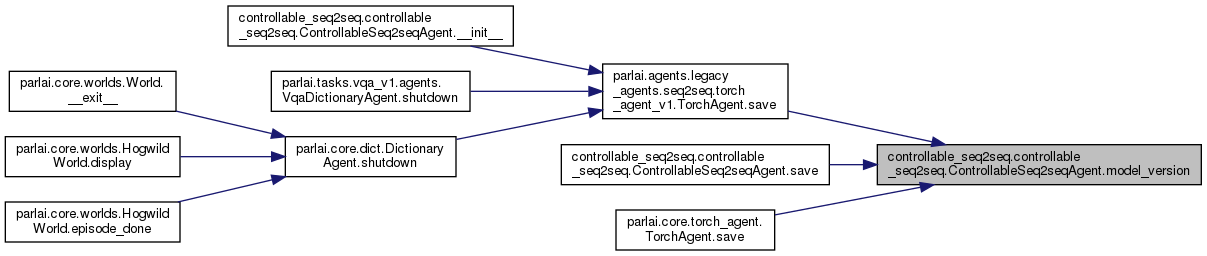 controllable_seq2seq.controllable
_seq2seq.ControllableSeq2seqAgent.__init__
parlai.core.worlds.World.
__exit__
parlai.tasks.vqa_v1.agents.
VqaDictionaryAgent.shutdown
parlai.agents.legacy
_agents.seq2seq.torch
_agent_v1.TorchAgent.save
parlai.core.worlds.Hogwild
World.display
parlai.core.dict.Dictionary
Agent.shutdown
controllable_seq2seq.controllable
_seq2seq.ControllableSeq2seqAgent.save
controllable_seq2seq.controllable
_seq2seq.ControllableSeq2seqAgent.model_version
parlai.core.worlds.Hogwild
World.episode_done
parlai.core.torch_agent.
TorchAgent.save